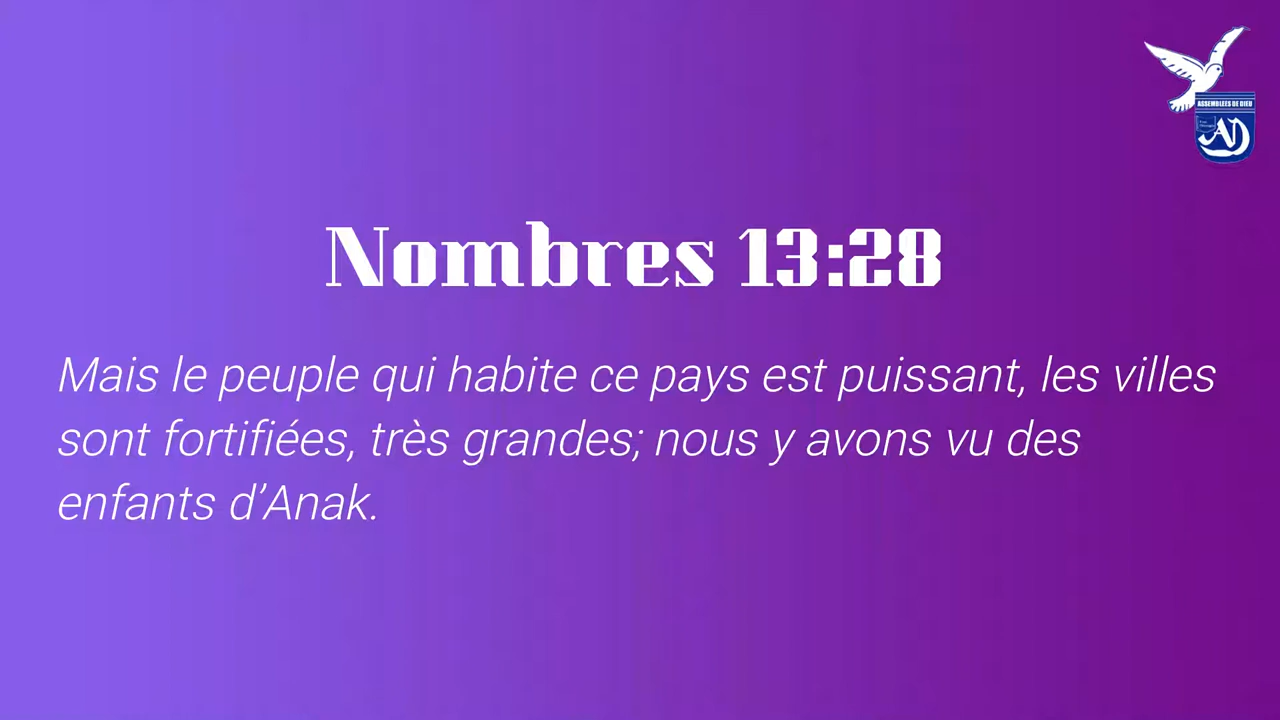 ASSEMBLEES DE DIEU
AD
Nombres 13:28
Mais le peuple qui habite ce pays est puissant, les villes
sont fortifiées, très grandes; nous y avons vu des
enfants d’Anak.